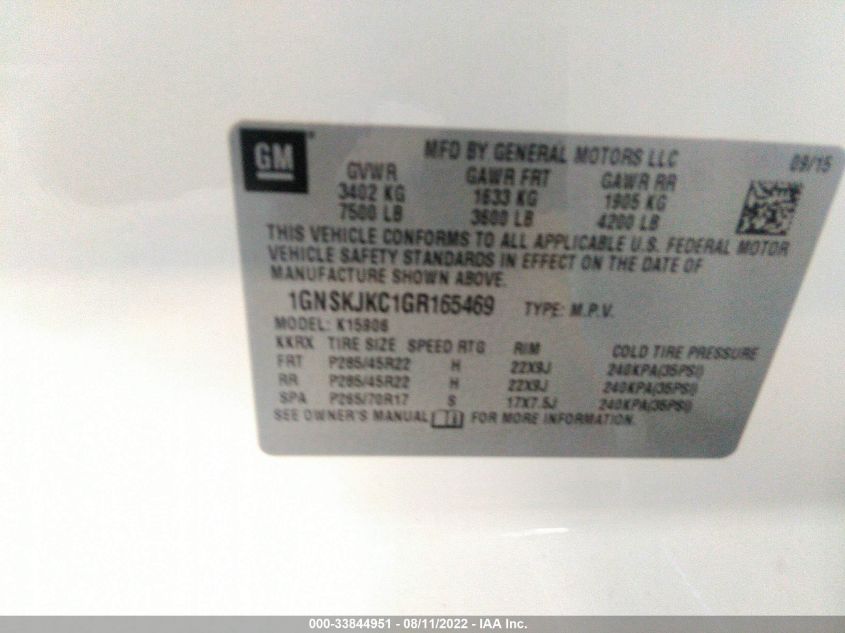 GM
MFD BY GENERAL MOTORS LLC
09/15
GVWR GAWR FRT GAWR RR
3402 KG 1633 KG 1905 KG
7500 LB 3600 LB 4200 LB
THIS VEHICLE CONFORMS TO ALL APPLICABLE U.S. FEDERAL MOTOR
VEHICLE SAFETY STANDARDS IN EFFECT ON THE DATE OF
MANUFACTURE SHOWN ABOVE.
1GNSKJKC1GR165469 TYPE: M.P.V.
MODEL: K15906
KKRX TIRE SIZE SPEED RTG RIM COLD TIRE PRESSURE
FRT P285/45R22 H 22X9J 240KPA(35PSI)
RR P285/45R22 H 22X9J 240KPA(35PSI)
SPA P265/70R17 S 17X7.5J 240KPA(35PSI)
SEE OWNER'S MANUAL FOR MORE INFORMATION.
000-33844951 - 08/11/2022 - IAA Inc.